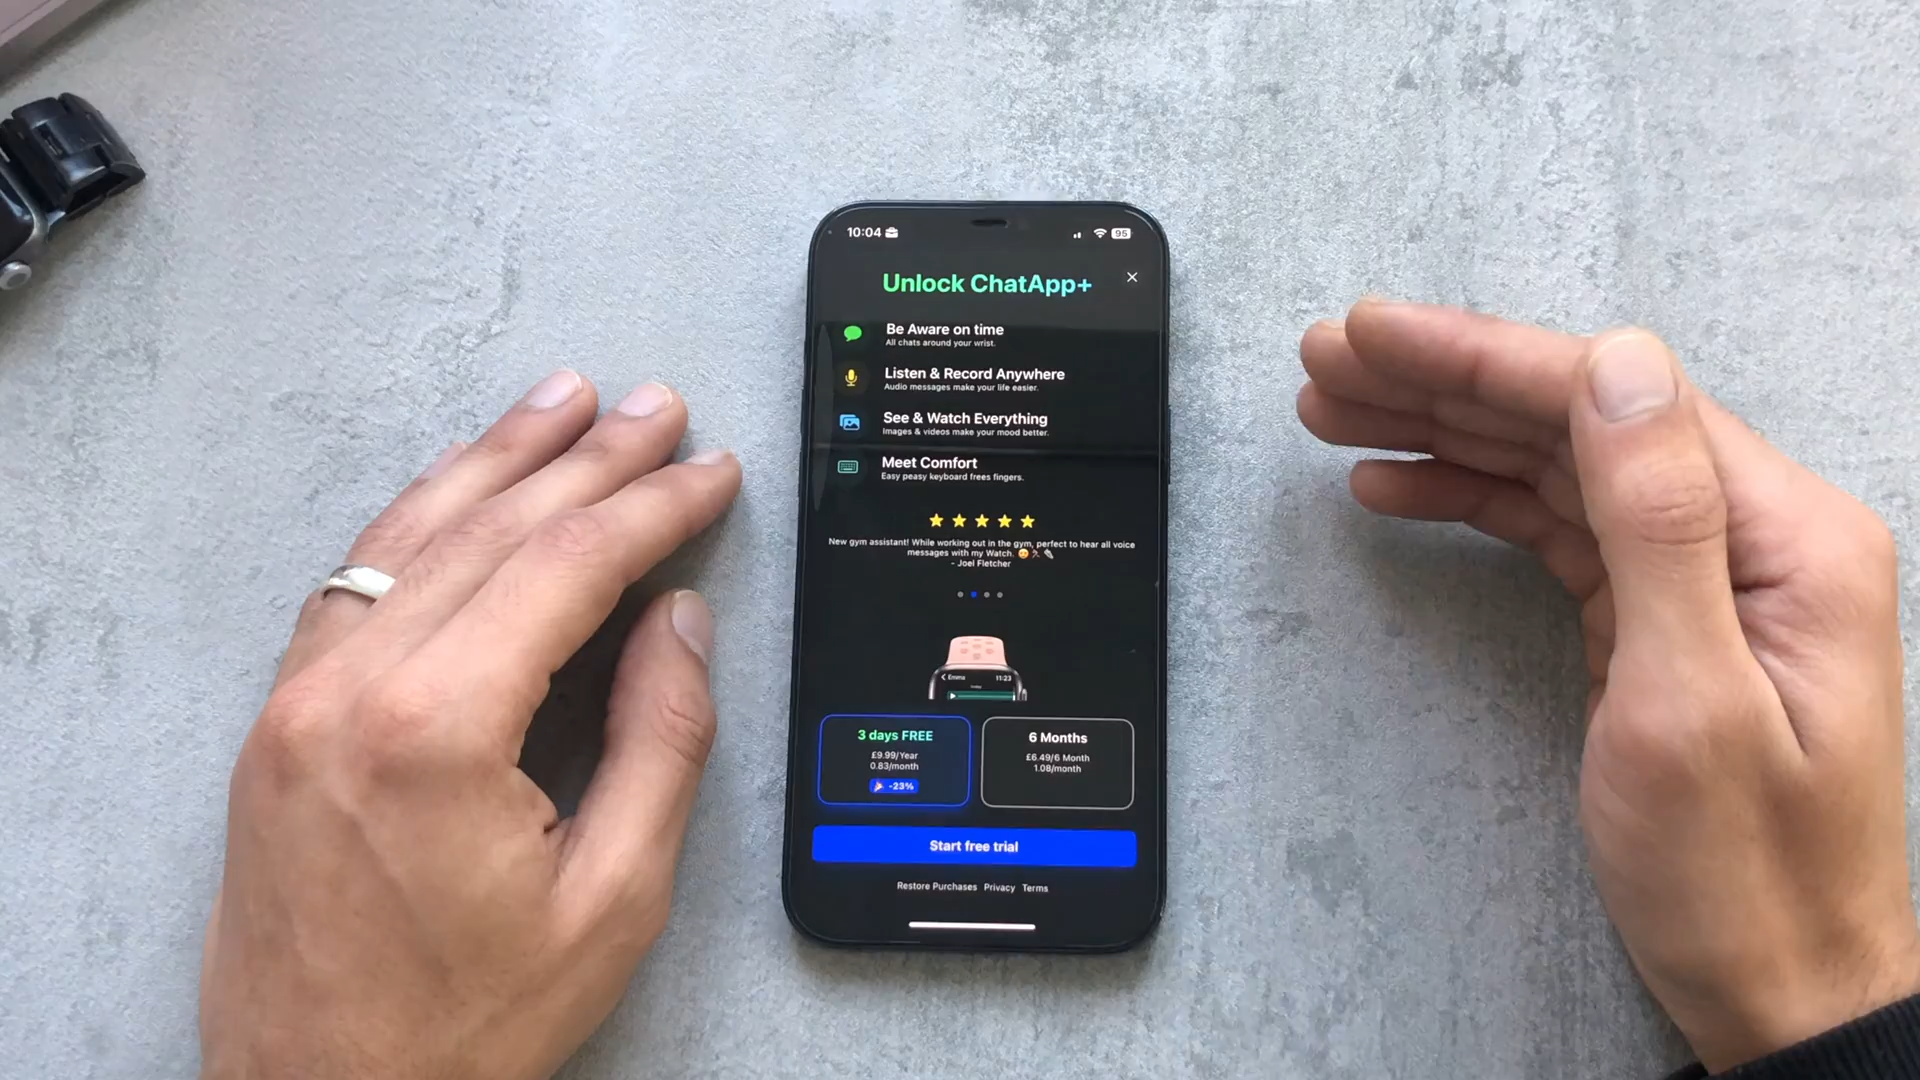 10:04
95
Unlock ChatApp+
Be Aware on time
All chats around your wrist.
Listen & Record Anywhere
Audio messages make your life easier.
See & Watch Everything
Images & videos make your mood better.
Meet Comfort
Easy peasy keyboard frees fingers.
New gym assistant! While working out in the gym, perfect to hear all voice
messages with my Watch.
- Joel Fletcher
Emma 11:23
3 days FREE
£9.99/Year
0.83/month
-23%
6 Months
£6.49/6 Month
1.08/month
Start free trial
Restore Purchases Privacy Terms